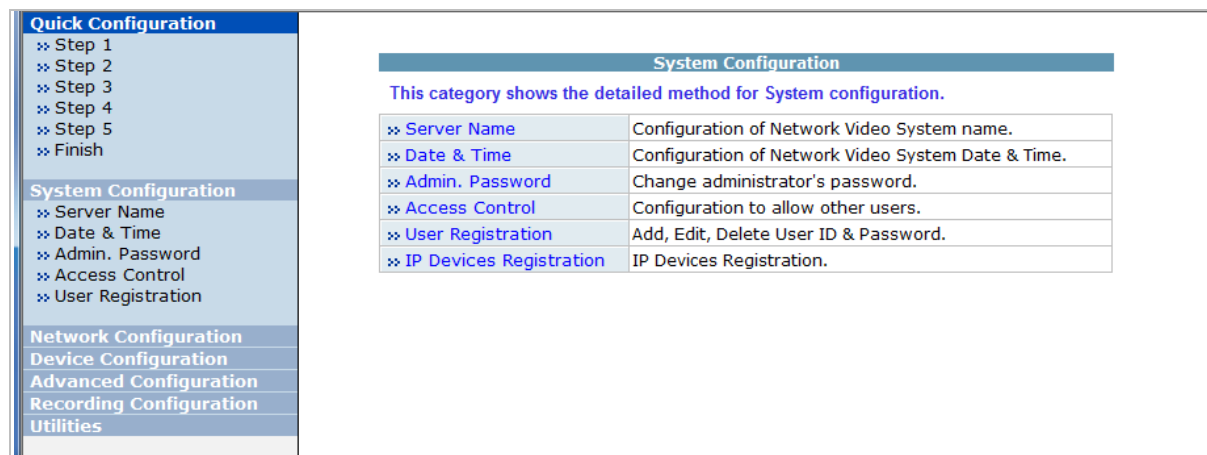 Quick Configuration
» Step 1
» Step 2
» Step 3
» Step 4
» Step 5
» Finish
System Configuration
» Server Name
» Date & Time
» Admin. Password
» Access Control
» User Registration
Network Configuration
Device Configuration
Advanced Configuration
Recording Configuration
Utilities
System Configuration
This category shows the detailed method for System configuration.
» Server Name Configuration of Network Video System name.
» Date & Time Configuration of Network Video System Date & Time.
» Admin. Password Change administrator's password.
» Access Control Configuration to allow other users.
» User Registration Add, Edit, Delete User ID & Password.
» IP Devices Registration IP Devices Registration.